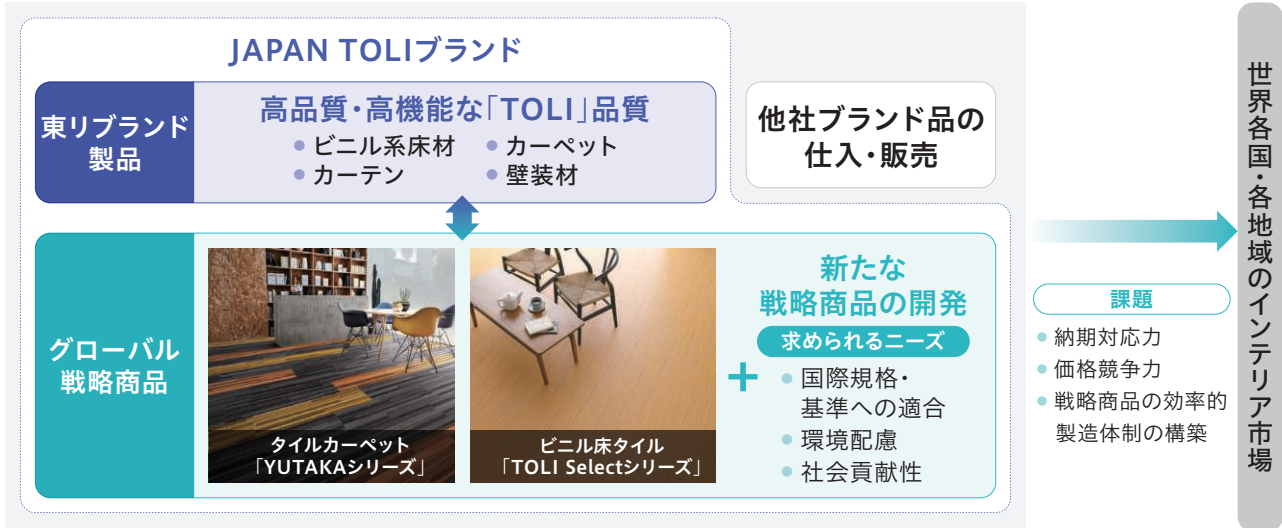 JAPAN TOLIブランド
東リブランド
製品
高品質・高機能な「TOLI」品質
● ビニル系床材
● カーペット
● カーテン
● 壁装材
他社ブランド品の
仕入・販売
グローバル
戦略商品
タイルカーペット
「YUTAKAシリーズ」
ビニル床タイル
「TOLI Selectシリーズ」
+
新たな
戦略商品の開発
求められるニーズ
● 国際規格・
基準への適合
● 環境配慮
● 社会貢献性
課題
● 納期対応力
● 価格競争力
● 戦略商品の効率的
製造体制の構築
世界各国・各地域のインテリア市場